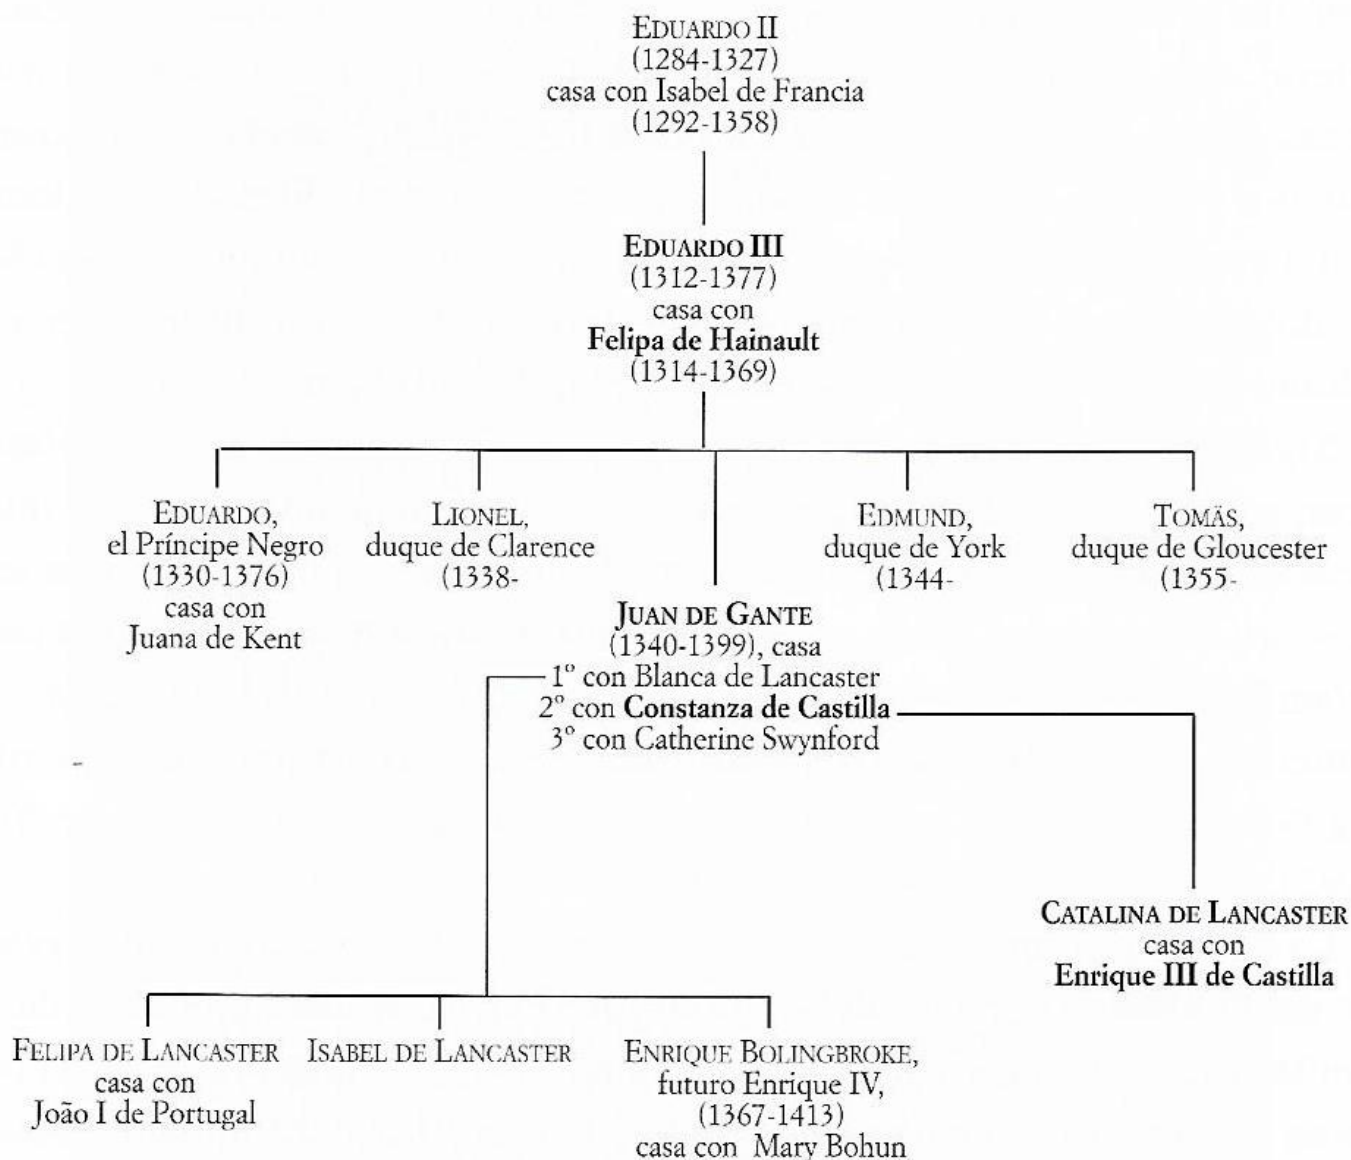 EDUARDO II
(1284-1327)
casa con Isabel de Francia
(1292-1358)
EDUARDO III
(1312-1377)
casa con
Felipa de Hainault
(1314-1369)
EDUARDO,
el Príncipe Negro
(1330-1376)
casa con
Juana de Kent
LIONEL,
duque de Clarence
(1338-
JUAN DE GANTE
(1340-1399), casa
1º con Blanca de Lancaster
2º con Constanza de Castilla
3º con Catherine Swynford
EDMUND,
duque de York
(1344-
TOMÄS,
duque de Gloucester
(1355-
CATALINA DE LANCASTER
casa con
Enrique III de Castilla
FELIPA DE LANCASTER
casa con
João I de Portugal
ISABEL DE LANCASTER
ENRIQUE BOLINGBROKE,
futuro Enrique IV,
(1367-1413)
casa con Mary Bohun